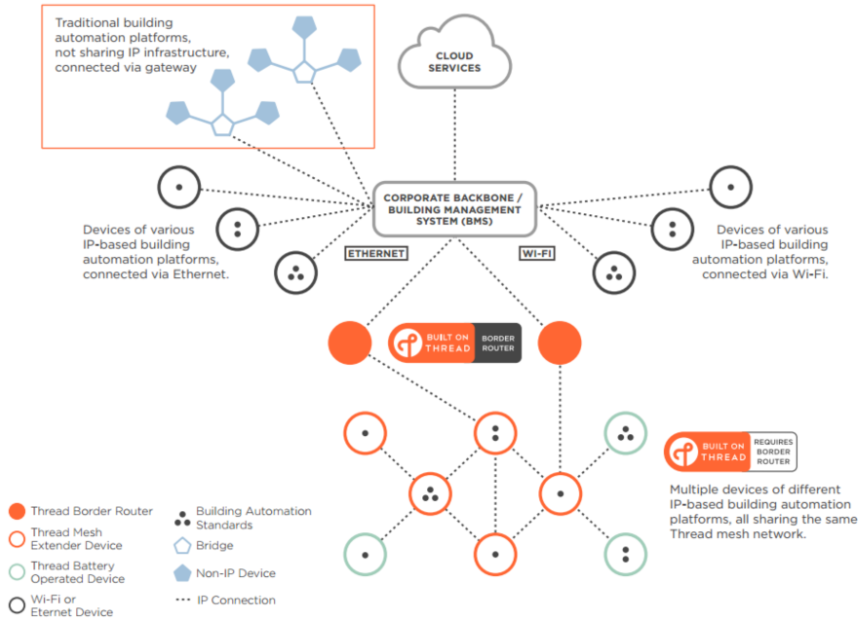 Traditional building
automation platforms,
not sharing IP infrastructure,
connected via gateway
CLOUD
SERVICES
CORPORATE BACKBONE /
BUILDING MANAGEMENT
SYSTEM (BMS)
Devices of various
IP-based building
automation platforms,
connected via Ethernet.
ETHERNET
WI-FI
Devices of various
IP-based building
automation platforms,
connected via Wi-Fi.
BUILT ON
THREAD
BORDER
ROUTER
BUILT ON
THREAD
REQUIRES
BORDER
ROUTER
Multiple devices of different
IP-based building automation
platforms, all sharing the same
Thread mesh network.
Thread Border Router
Thread Mesh
Extender Device
Thread Battery
Operated Device
Wi-Fi or
Eternet Device
Building Automation
Standards
Bridge
Non-IP Device
IP Connection